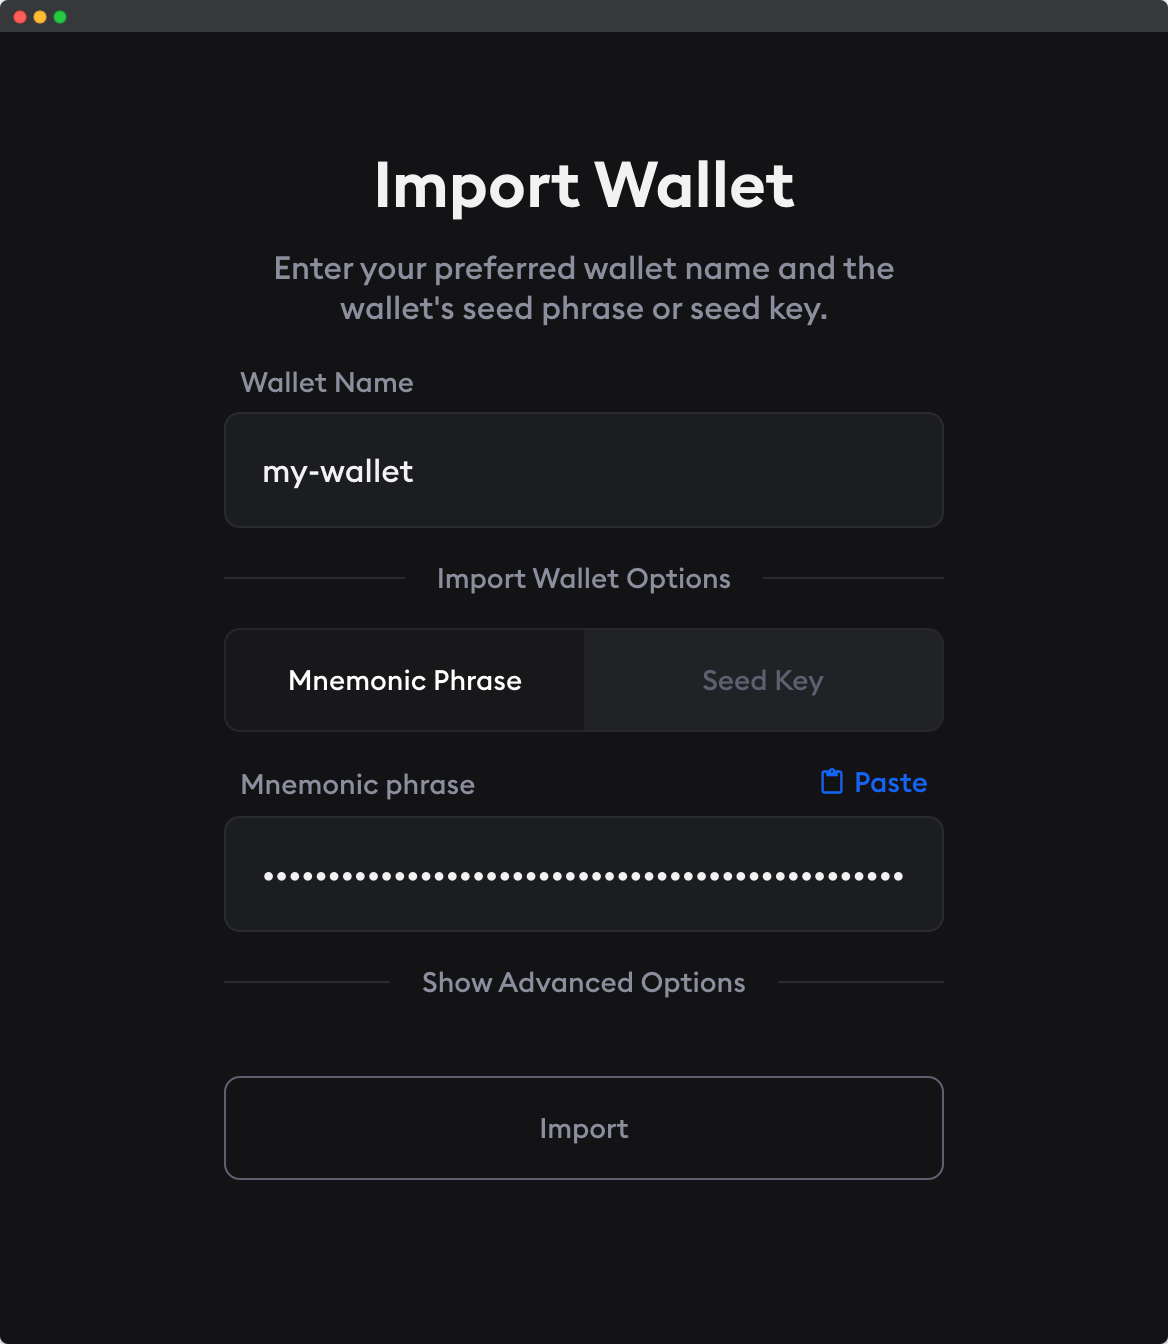 Import Wallet
Enter your preferred wallet name and the
wallet's seed phrase or seed key.
Wallet Name
my-wallet
Import Wallet Options
Mnemonic Phrase
Seed Key
Mnemonic phrase
Paste
•••••••••••••••••••••••••••••••••••••••••••••••••
Show Advanced Options
Import